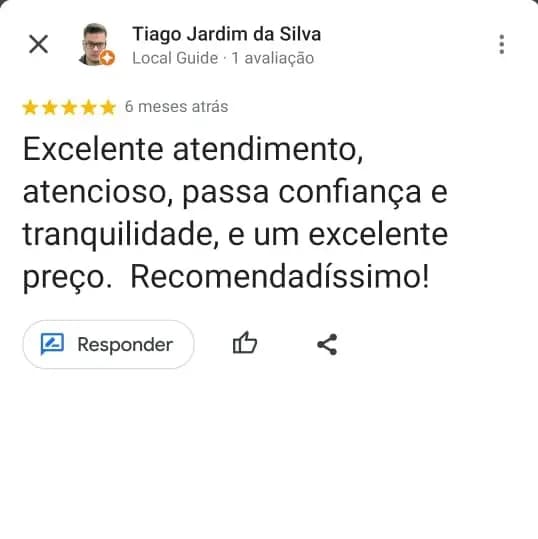 Tiago Jardim da Silva
Local Guide · 1 avaliação
6 meses atrás
Excelente atendimento,
atencioso, passa confiança e
tranquilidade, e um excelente
preço.  Recomendadíssimo!
Responder